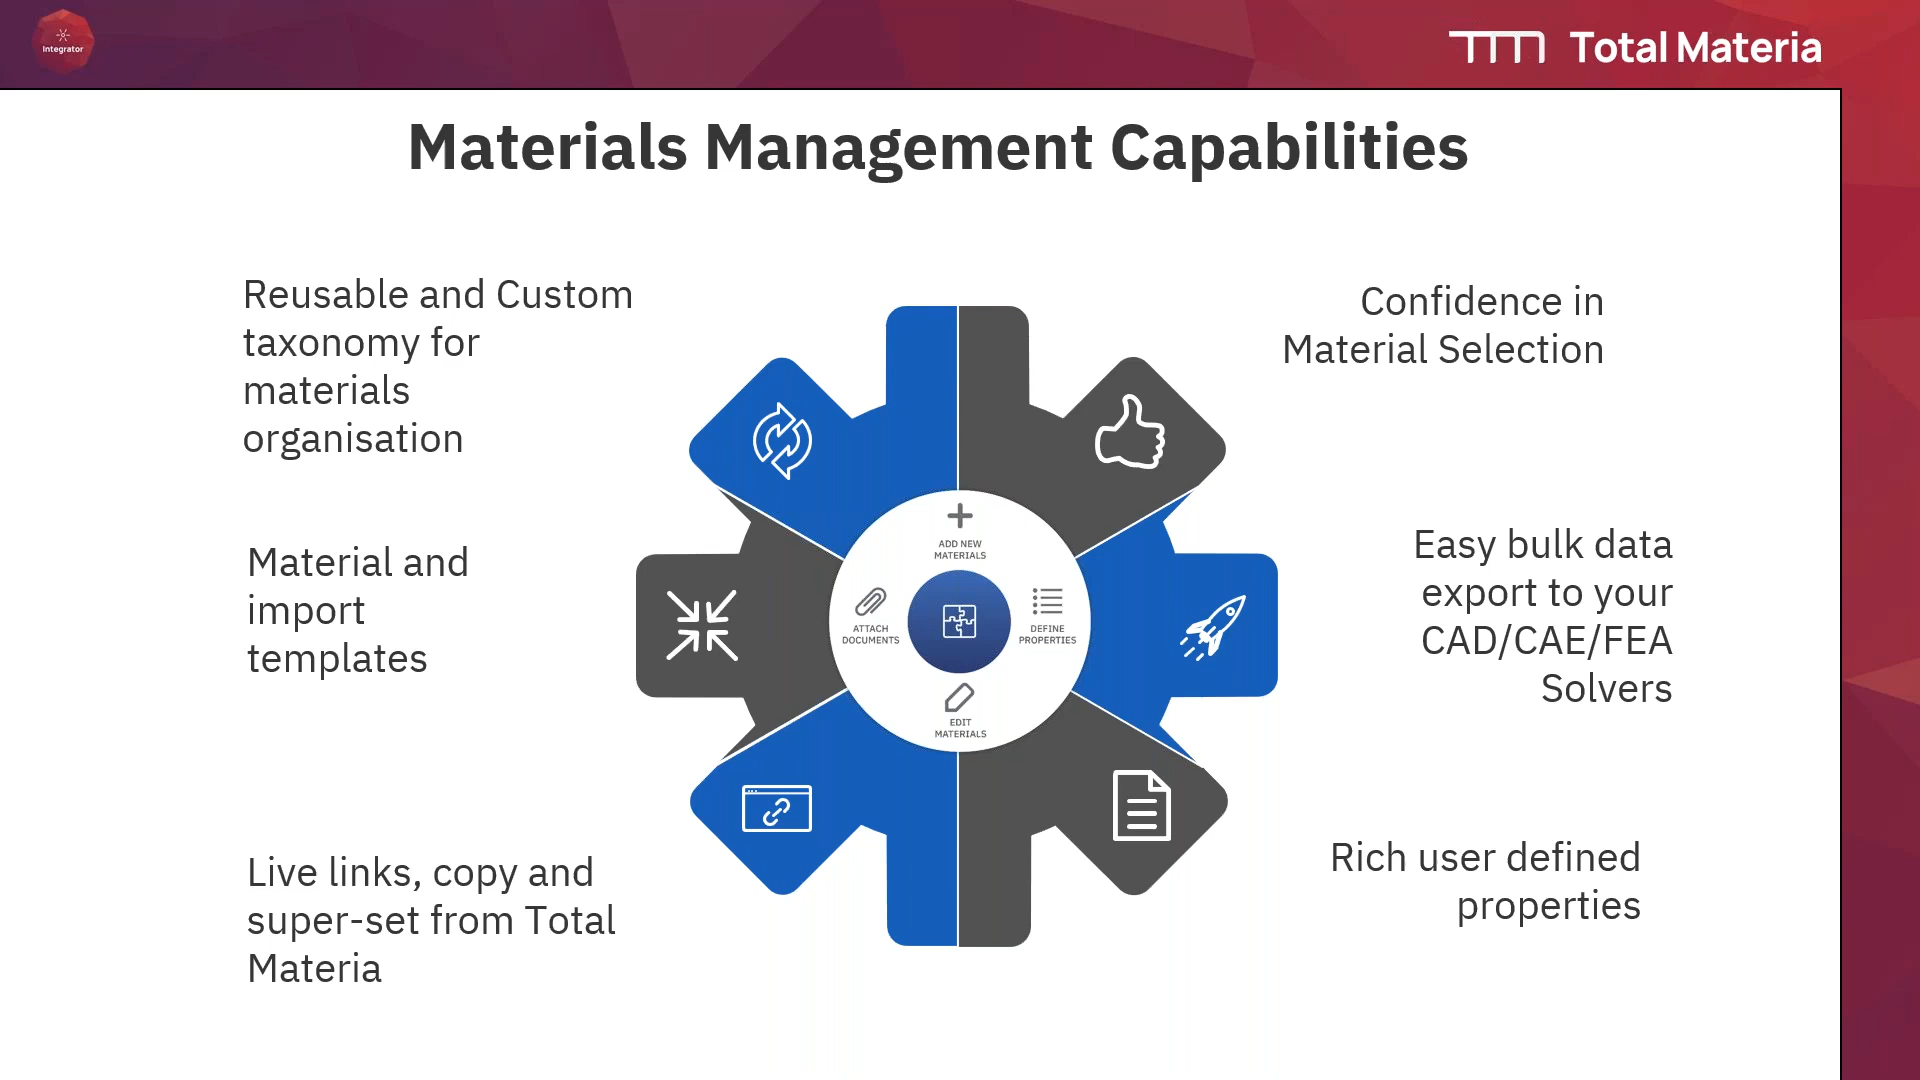 Integrator
Total Materia
Materials Management Capabilities
Reusable and Custom
taxonomy for
materials
organisation
Material and
import
templates
Live links, copy and
super-set from Total
Materia
ADD NEW
MATERIALS
ATTACH
DOCUMENTS
DEFINE
PROPERTIES
EDIT
MATERIALS
Confidence in
Material Selection
Easy bulk data
export to your
CAD/CAE/FEA
Solvers
Rich user defined
properties